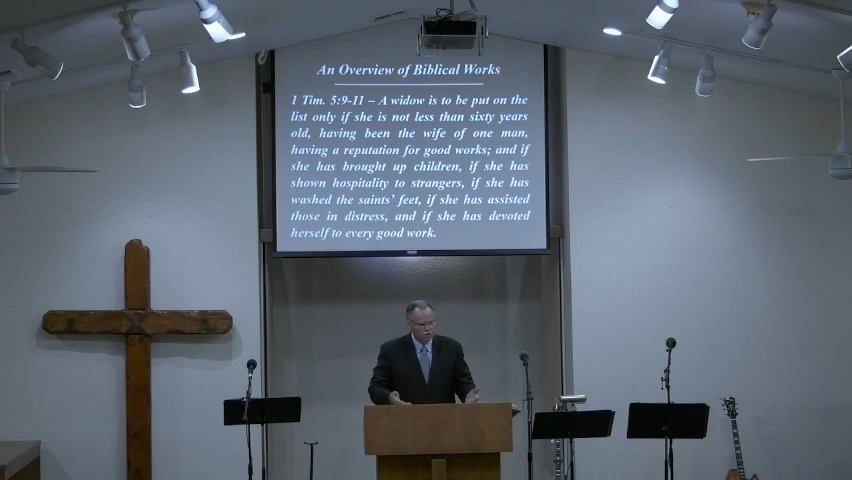 An Overview of Biblical Works
1 Tim. 5:9-11 – A widow is to be put on the
list only if she is not less than sixty years
old, having been the wife of one man,
having a reputation for good works; and if
she has brought up children, if she has
shown hospitality to strangers, if she has
washed the saints' feet, if she has assisted
those in distress, and if she has devoted
herself to every good work.